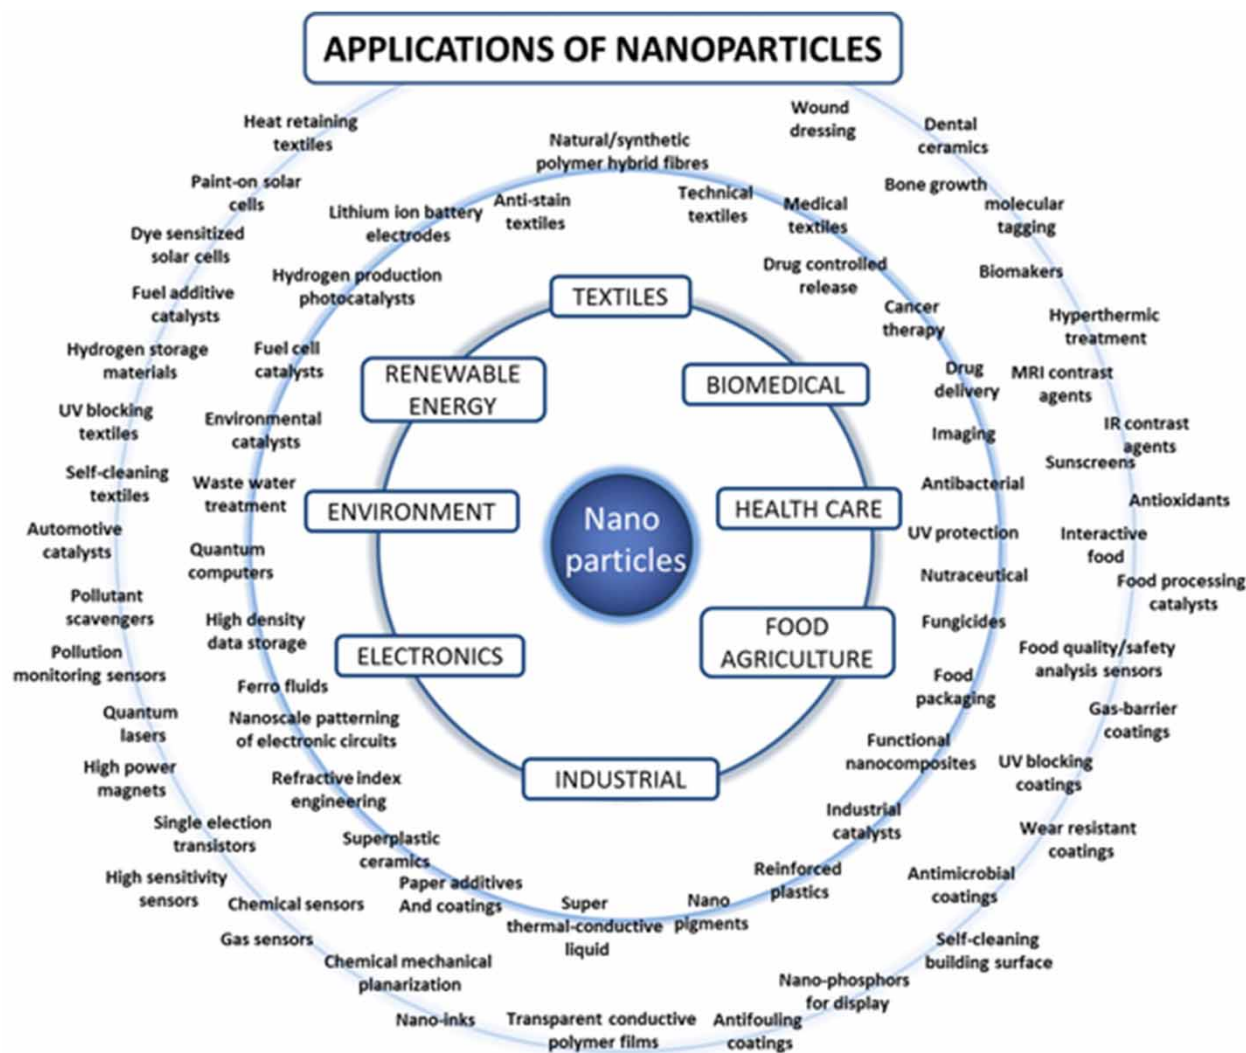 APPLICATIONS OF NANOPARTICLES
Heat retaining
textiles
Paint-on solar
cells
Dye sensitized
solar cells
Fuel additive
catalysts
Hydrogen storage
materials
UV blocking
textiles
Self-cleaning
textiles
Automotive
catalysts
Pollutant
scavengers
Pollution
monitoring sensors
Quantum
lasers
High power
magnets
Single election
transistors
High sensitivity
sensors
Chemical sensors
Gas sensors
Chemical mechanical
planarization
Nano-inks
Transparent conductive
polymer films
Antifouling
coatings
Nano-phosphors
for display
Self-cleaning
building surface
Antimicrobial
coatings
Wear resistant
coatings
UV blocking
coatings
Gas-barrier
coatings
Food quality/safety
analysis sensors
Food processing
catalysts
Interactive
food
Antioxidants
Sunscreens
IR contrast
agents
MRI contrast
agents
Hyperthermic
treatment
Biomakers
molecular
tagging
Bone growth
Dental
ceramics
Wound
dressing
Natural/synthetic
polymer hybrid fibres
Anti-stain
textiles
Technical
textiles
Medical
textiles
Lithium ion battery
electrodes
Hydrogen production
photocatalysts
Fuel cell
catalysts
Environmental
catalysts
Waste water
treatment
Quantum
computers
High density
data storage
Ferro fluids
Nanoscale patterning
of electronic circuits
Refractive index
engineering
Superplastic
ceramics
Paper additives
And coatings
Super
thermal-conductive
liquid
Nano
pigments
Reinforced
plastics
Industrial
catalysts
Functional
nanocomposites
Food
packaging
Fungicides
Nutraceutical
UV protection
Antibacterial
Imaging
Drug
delivery
Cancer
therapy
Drug controlled
release
TEXTILES
RENEWABLE
ENERGY
BIOMEDICAL
ENVIRONMENT
HEALTH CARE
ELECTRONICS
FOOD
AGRICULTURE
INDUSTRIAL
Nano
particles